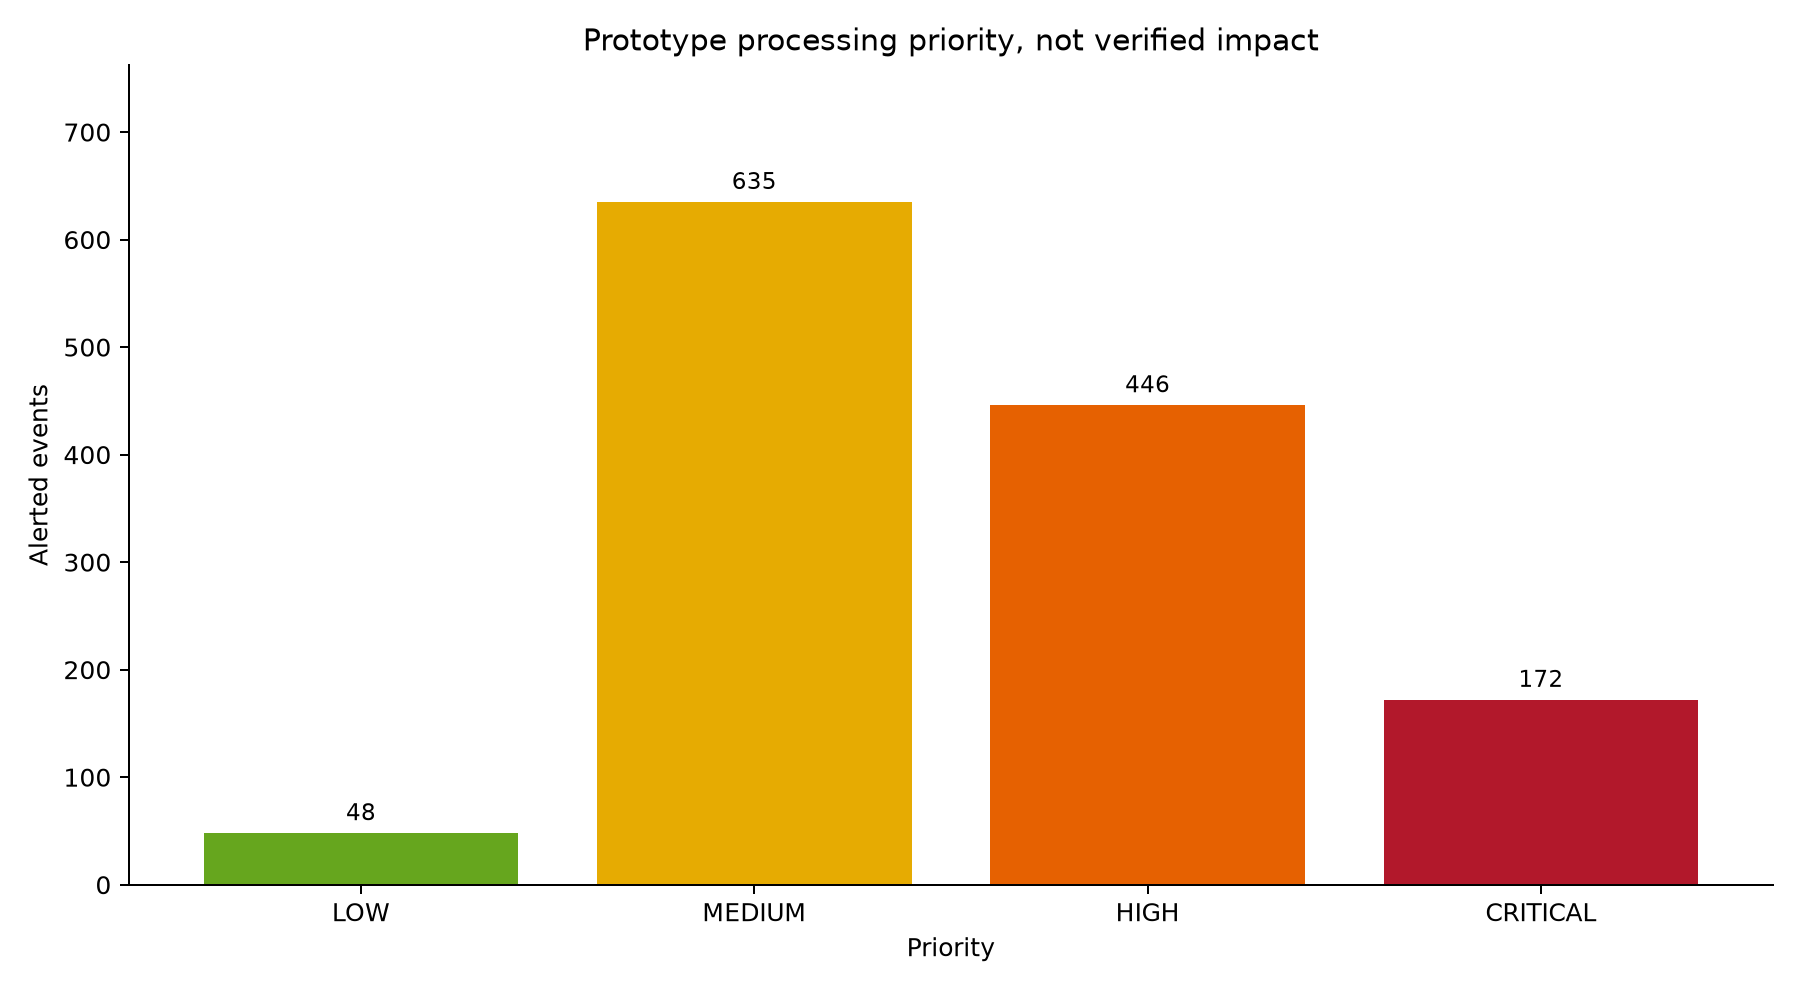 Prototype processing priority, not verified impact
Alerted events
700
600
500
400
300
200
100
0
48
635
446
172
LOW
MEDIUM
HIGH
CRITICAL
Priority